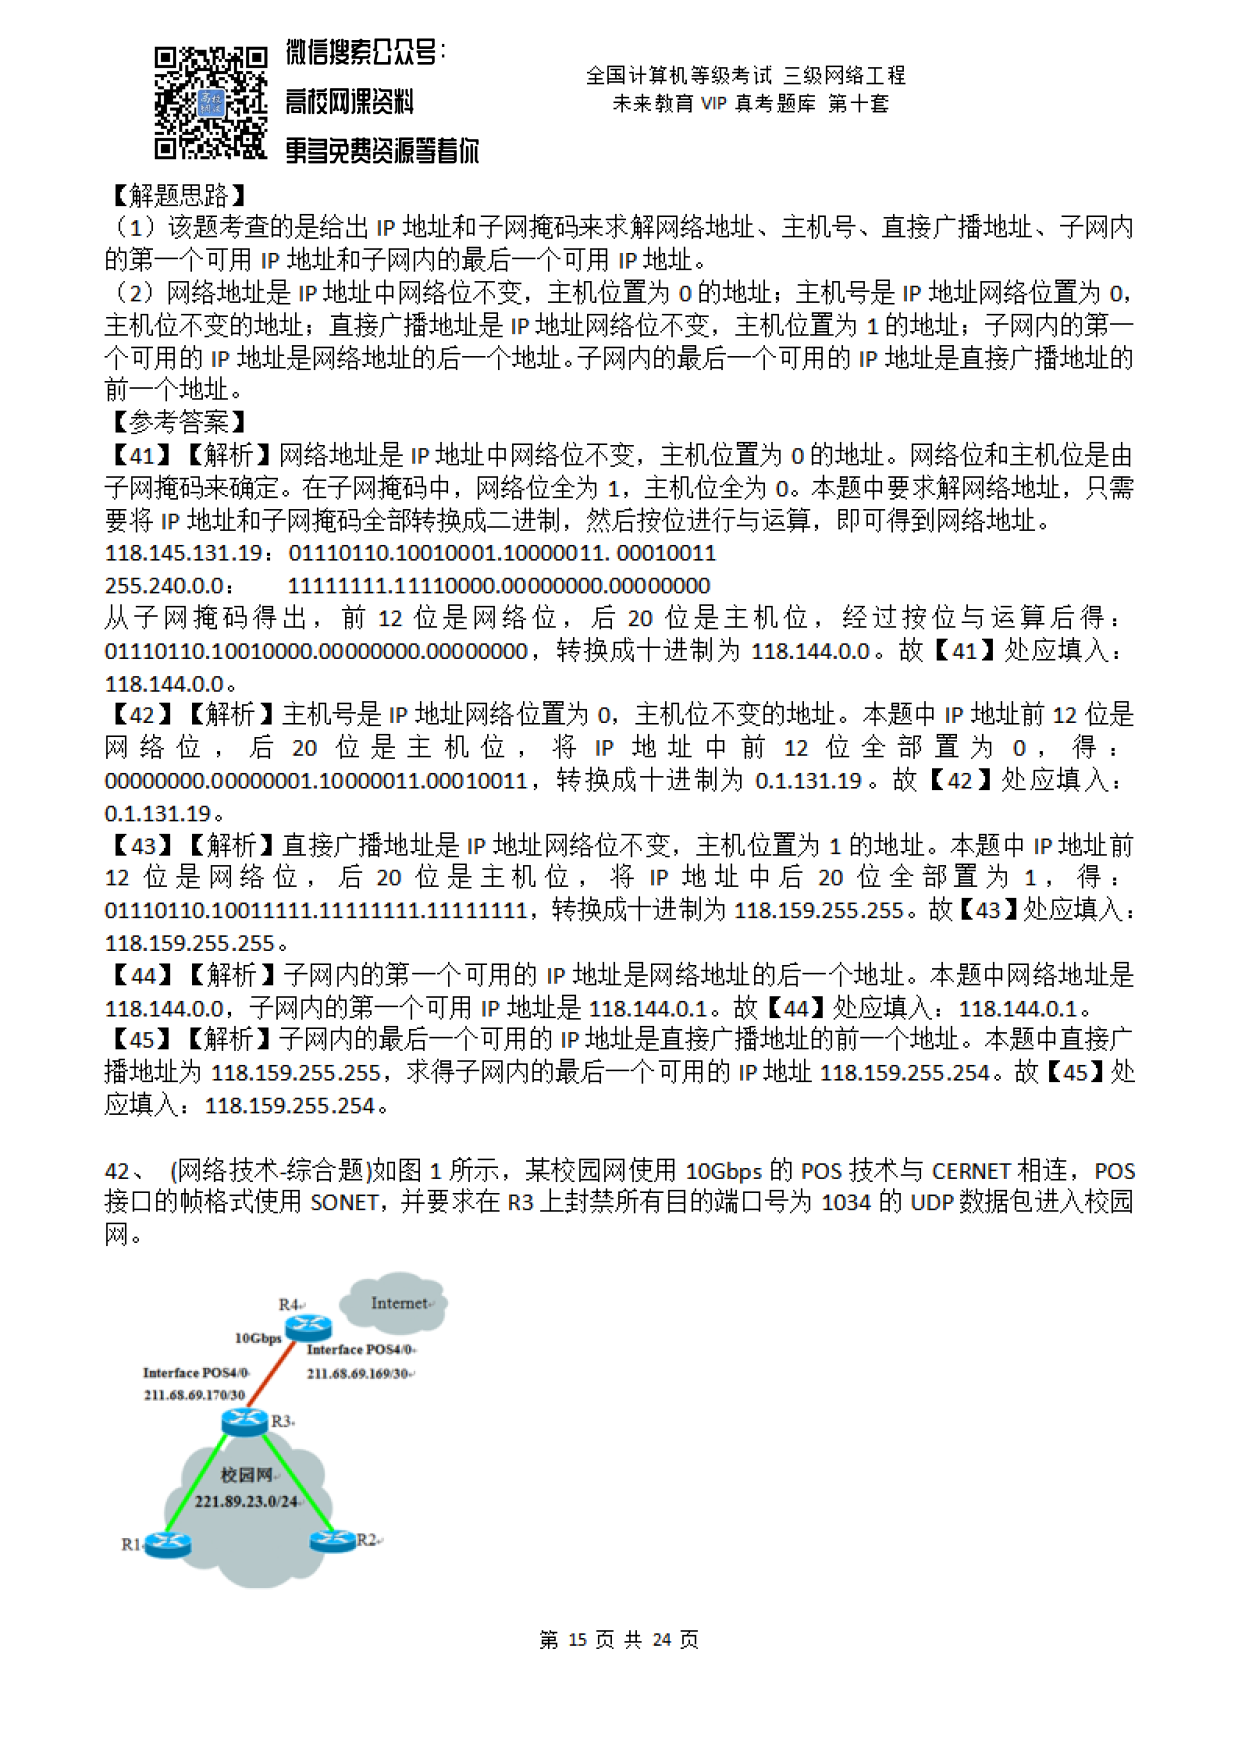 微信搜索公众号：
高校网课资料
更多免费资源等着你
全国计算机等级考试 三级网络工程
未来教育 VIP 真考题库 第十套
【解题思路】
（1）该题考查的是给出 IP 地址和子网掩码来求解网络地址、主机号、直接广播地址、子网内
的第一个可用 IP 地址和子网内的最后一个可用 IP 地址。
（2）网络地址是 IP 地址中网络位不变，主机位置为 0 的地址；主机号是 IP 地址网络位置为 0，
主机位不变的地址；直接广播地址是 IP 地址网络位不变，主机位置为 1 的地址；子网内的第一
个可用的 IP 地址是网络地址的后一个地址。子网内的最后一个可用的 IP 地址是直接广播地址的
前一个地址。
【参考答案】
【41】【解析】网络地址是 IP 地址中网络位不变，主机位置为 0 的地址。网络位和主机位是由
子网掩码来确定。在子网掩码中，网络位全为 1，主机位全为 0。本题中要求解网络地址，只需
要将 IP 地址和子网掩码全部转换成二进制，然后按位进行与运算，即可得到网络地址。
118.145.131.19：01110110.10010001.10000011. 00010011
255.240.0.0： 11111111.11110000.00000000.00000000
从子网掩码得出，前 12 位是网络位，后 20 位是主机位，经过按位与运算后得：
01110110.10010000.00000000.00000000，转换成十进制为 118.144.0.0。故【41】处应填入：
118.144.0.0。
【42】【解析】主机号是 IP 地址网络位置为 0，主机位不变的地址。本题中 IP 地址前 12 位是
网络位，后 20 位是主机位，将 IP 地址中前 12 位全部置为 0，得：
00000000.00000001.10000011.00010011，转换成十进制为 0.1.131.19。故【42】处应填入：
0.1.131.19。
【43】【解析】直接广播地址是 IP 地址网络位不变，主机位置为 1 的地址。本题中 IP 地址前
12 位是网络位，后 20 位是主机位，将 IP 地址中后 20 位全部置为 1，得：
01110110.10011111.11111111.11111111，转换成十进制为 118.159.255.255。故【43】处应填入：
118.159.255.255。
【44】【解析】子网内的第一个可用的 IP 地址是网络地址的后一个地址。本题中网络地址是
118.144.0.0，子网内的第一个可用 IP 地址是 118.144.0.1。故【44】处应填入：118.144.0.1。
【45】【解析】子网内的最后一个可用的 IP 地址是直接广播地址的前一个地址。本题中直接广
播地址为 118.159.255.255，求得子网内的最后一个可用的 IP 地址 118.159.255.254。故【45】处
应填入：118.159.255.254。
42、 (网络技术-综合题)如图 1 所示，某校园网使用 10Gbps 的 POS 技术与 CERNET 相连，POS
接口的帧格式使用 SONET，并要求在 R3 上封禁所有目的端口号为 1034 的 UDP 数据包进入校园
网。
R4
Internet
10Gbps
Interface POS4/0
211.68.69.169/30
Interface POS4/0
211.68.69.170/30
R3
校园网
221.89.23.0/24
R1
R2
第 15 页 共 24 页